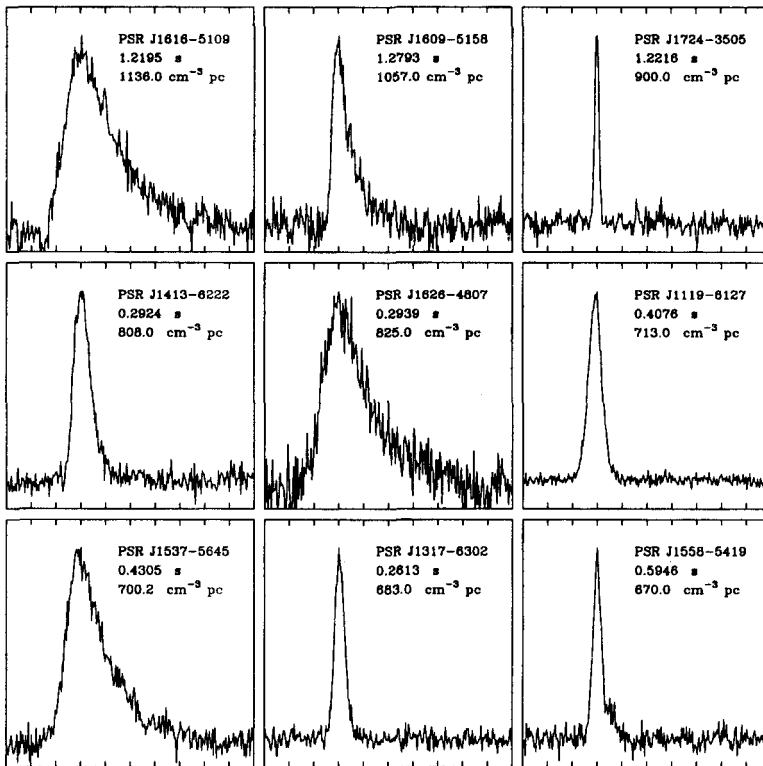 PSR J1616-5109
1.2195 s
1136.0 cm⁻³ pc
PSR J1609-5158
1.2793 s
1057.0 cm⁻³ pc
PSR J1724-3505
1.2216 s
900.0 cm⁻³ pc
PSR J1413-6222
0.2924 s
808.0 cm⁻³ pc
PSR J1626-4807
0.2939 s
825.0 cm⁻³ pc
PSR J1119-6127
0.4076 s
713.0 cm⁻³ pc
PSR J1537-5645
0.4305 s
700.2 cm⁻³ pc
PSR J1317-6302
0.2613 s
683.0 cm⁻³ pc
PSR J1558-5419
0.5946 s
670.0 cm⁻³ pc